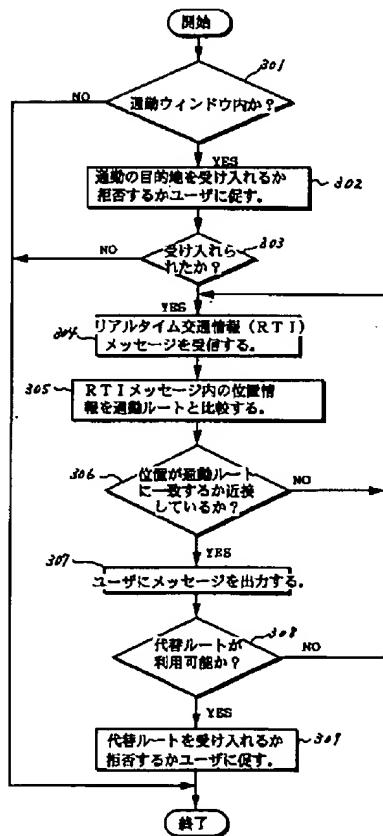 開始
301
通勤ウィンドウ内か?
NO
YES
通勤の目的地を受け入れるか
拒否するかユーザに促す。
302
303
受け入れら
れたか?
NO
YES
リアルタイム交通情報(RTI)
メッセージを受信する。
304
305
RTIメッセージ内の位置情
報を通勤ルートと比較する。
306
位置が通勤ルート
に一致するか近接
しているか?
NO
YES
307
ユーザにメッセージを出力する。
308
代替ルートが
利用可能か?
NO
YES
代替ルートを受け入れるか
拒否するかユーザに促す。
309
終了